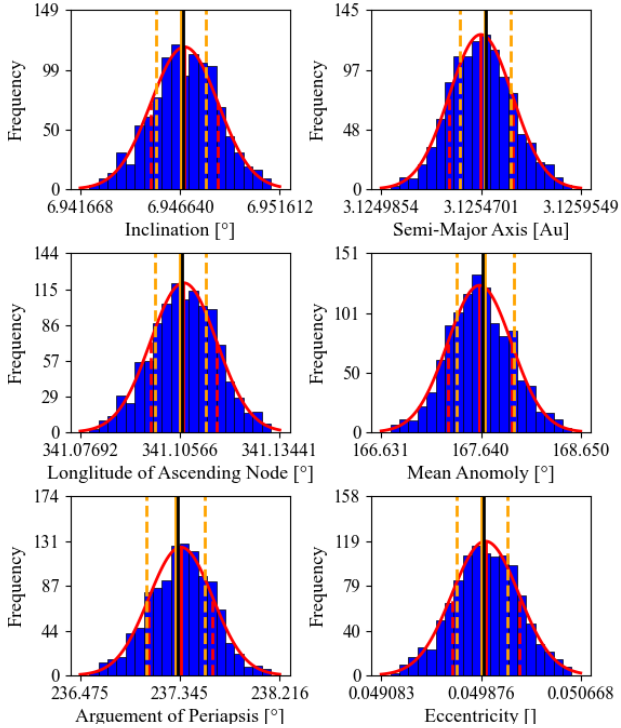 149 145
99 97
50 48
0 0
Frequency Frequency
6.941668 6.946640 6.951612 3.1249854 3.1254701 3.1259549
Inclination [°] Semi-Major Axis [Au]
144 151
115
86 101
57 50
29
0 0
Frequency Frequency
341.07692 341.10566 341.13441 166.631 167.640 168.650
Longlitude of Ascending Node [°] Mean Anomoly [°]
174 158
131 119
87 79
44 40
0 0
Frequency Frequency
236.475 237.345 238.216 0.049083 0.049876 0.050668
Arguement of Periapsis [°] Eccentricity []